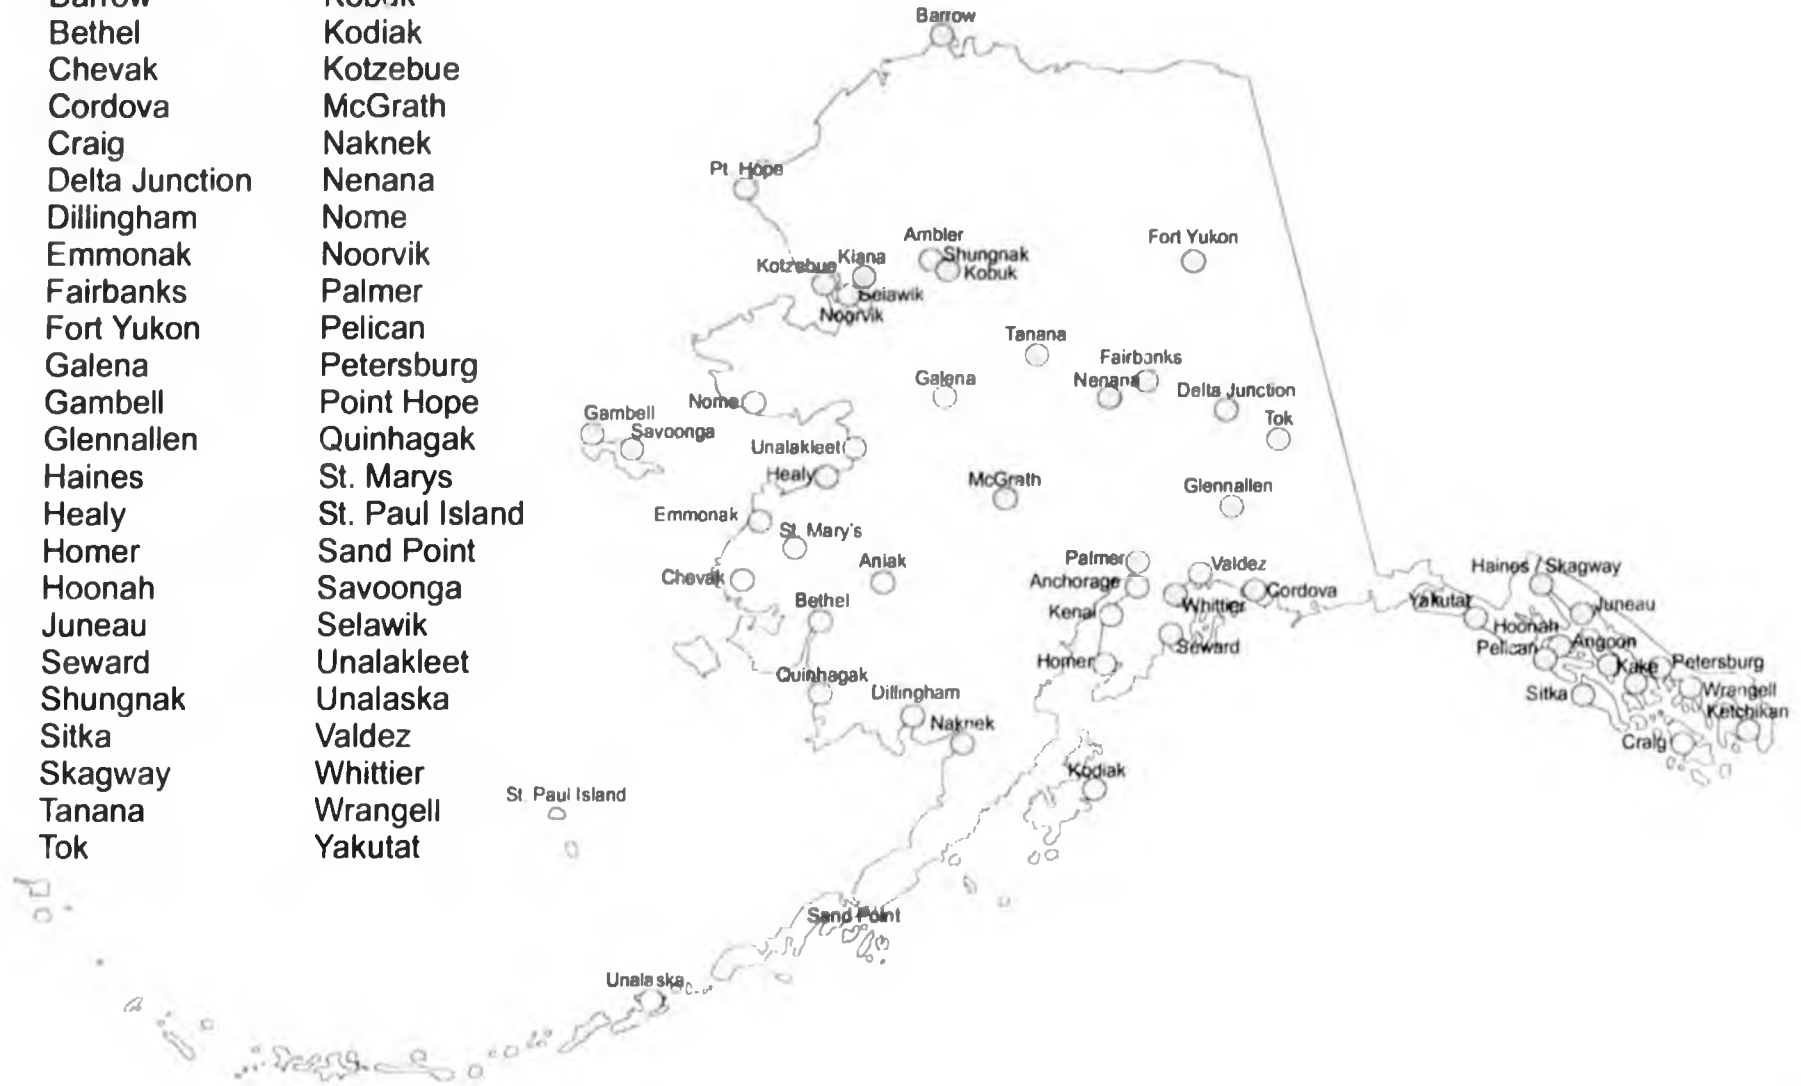 Barrow
Bethel
Chevak
Cordova
Craig
Delta Junction
Dillingham
Emmonak
Fairbanks
Fort Yukon
Galena
Gambell
Glennallen
Haines
Healy
Homer
Hoonah
Juneau
Seward
Shungnak
Sitka
Skagway
Tanana
Tok
Kobuk
Kodiak
Kotzebue
McGrath
Naknek
Nenana
Nome
Noorvik
Palmer
Pelican
Petersburg
Point Hope
Quinhagak
St. Marys
St. Paul Island
Sand Point
Savoonga
Selawik
Unalakleet
Unalaska
Valdez
Whittier
Wrangell
Yakutat
Barrow
Pt. Hope
Ambler
Shungnak
Kobuk
Fort Yukon
Kotzebue
Kiana
Selawik
Noorvik
Tanana
Fairbanks
Nenana
Galena
Delta Junction
Tok
Nome
Gambell
Savoonga
Unalakleet
Healy
McGrath
Glennallen
Emmonak
St. Mary's
Chevak
Aniak
Bethel
Palmer
Anchorage
Kenai
Homer
Valdez
Whittier
Cordova
Seward
Haines / Skagway
Yakutat
Juneau
Hoonah
Pelican
Angoon
Kake
Petersburg
Sitka
Wrangell
Ketchikan
Craig
Quinhagak
Dillingham
Naknek
Kodiak
St. Paul Island
Sand Point
Unalaska